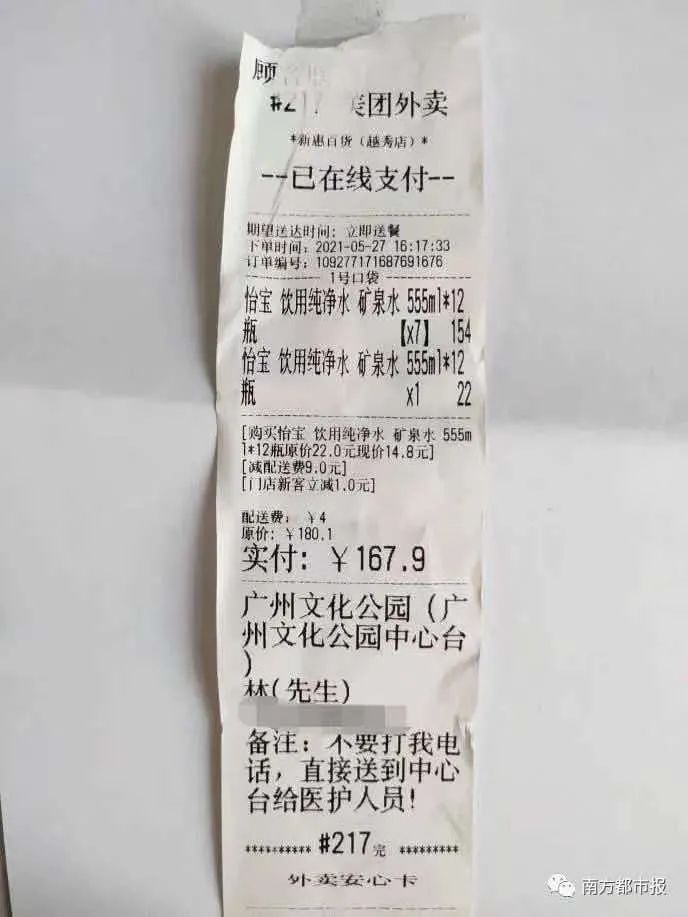 顾
#217 美团外卖
*新惠百货（越秀店）*
--已在线支付--
期望送达时间: 立即送餐
下单时间: 2021-05-27 16:17:33
订单编号: 109277171687691676
1号口袋
怡宝 饮用纯净水 矿泉水 555ml*12
瓶 【x7】 154
怡宝 饮用纯净水 矿泉水 555ml*12
瓶 x1 22
[购买怡宝 饮用纯净水 矿泉水 555m
l*12瓶原价22.0元现价14.8元]
[减配送费9.0元]
[门店新客立减1.0元]
配送费: ￥4
原价: ￥180.1
实付: ￥167.9
广州文化公园（广
州文化公园中心台
）
林(先生)
备注: 不要打我电
话，直接送到中心
台给医护人员!
********** #217完 *********
外卖安心卡
南方都市报